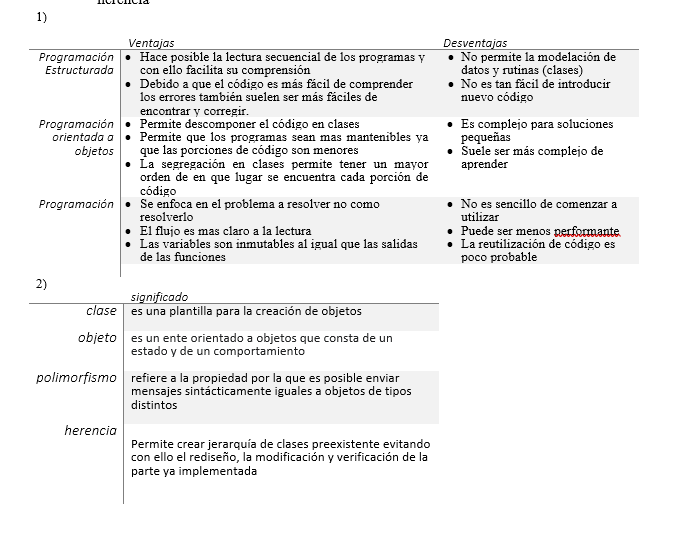 herencia
1)
Ventajas Desventajas
Programación Estructurada
• Hace posible la lectura secuencial de los programas y
con ello facilita su comprensión
• Debido a que el código es más fácil de comprender
los errores también suelen ser más fáciles de
encontrar y corregir.
• No permite la modelación de
datos y rutinas (clases)
• No es tan fácil de introducir
nuevo código
Programación
orientada a
objetos
• Permite descomponer el código en clases
• Permite que los programas sean mas mantenibles ya
que las porciones de código son menores
• La segregación en clases permite tener un mayor
orden de en que lugar se encuentra cada porción de
código
• Es complejo para soluciones
pequeñas
• Suele ser más complejo de
aprender
Programación
• Se enfoca en el problema a resolver no como
resolverlo
• El flujo es mas claro a la lectura
• Las variables son inmutables al igual que las salidas
de las funciones
• No es sencillo de comenzar a
utilizar
• Puede ser menos performante
• La reutilización de código es
poco probable
2)
significado
clase es una plantilla para la creación de objetos
objeto es un ente orientado a objetos que consta de un
estado y de un comportamiento
polimorfismo refiere a la propiedad por la que es posible enviar
mensajes sintácticamente iguales a objetos de tipos
distintos
herencia
Permite crear jerarquía de clases preexistente evitando
con ello el rediseño, la modificación y verificación de la
parte ya implementada